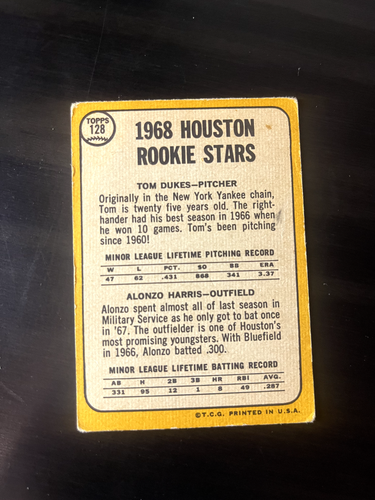 TOPPS
128
1968 HOUSTON
ROOKIE STARS
TOM DUKES—PITCHER
Originally in the New York Yankee chain,
Tom is twenty five years old. The right-
hander had his best season in 1966 when
he won 10 games. Tom's been pitching
since 1960!
MINOR LEAGUE LIFETIME PITCHING RECORD
W L PCT. SO BB ERA
47 62 .431 868 341 3.37
ALONZO HARRIS—OUTFIELD
Alonzo spent almost all of last season in
Military Service as he only got to bat once
in '67. The outfielder is one of Houston's
most promising youngsters. With Bluefield
in 1966, Alonzo batted .300.
MINOR LEAGUE LIFETIME BATTING RECORD
AB H 2B 3B HR RBI AVG.
331 95 12 1 8 49 .287
©T.C.G. PRINTED IN U.S.A.